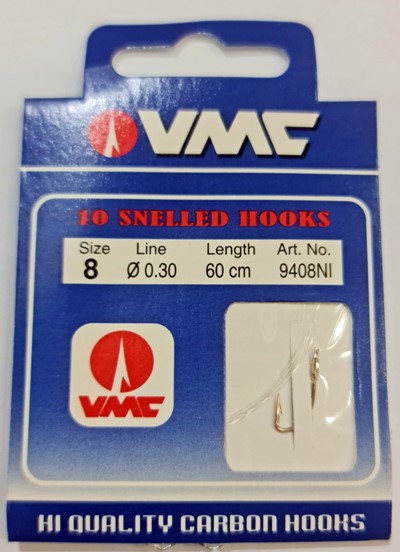 VMC
10 SNELLED HOOKS
Size Line Length Art. No.
8 Ø 0.30 60 cm 9408NI
VMC
HI QUALITY CARBON HOOKS